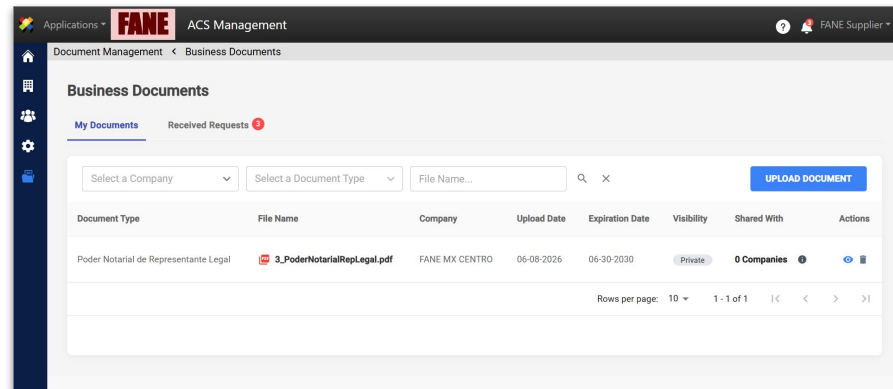 Applications FANE ACS Management ? 3 FANE Supplier
Document Management < Business Documents
Business Documents
My Documents Received Requests 3
Select a Company Select a Document Type File Name... UPLOAD DOCUMENT
Document Type File Name Company Upload Date Expiration Date Visibility Shared With Actions
Poder Notarial de Representante Legal PDF 3_PoderNotarialRepLegal.pdf FANE MX CENTRO 06-08-2026 06-30-2030 Private 0 Companies
Rows per page: 10 1 - 1 of 1